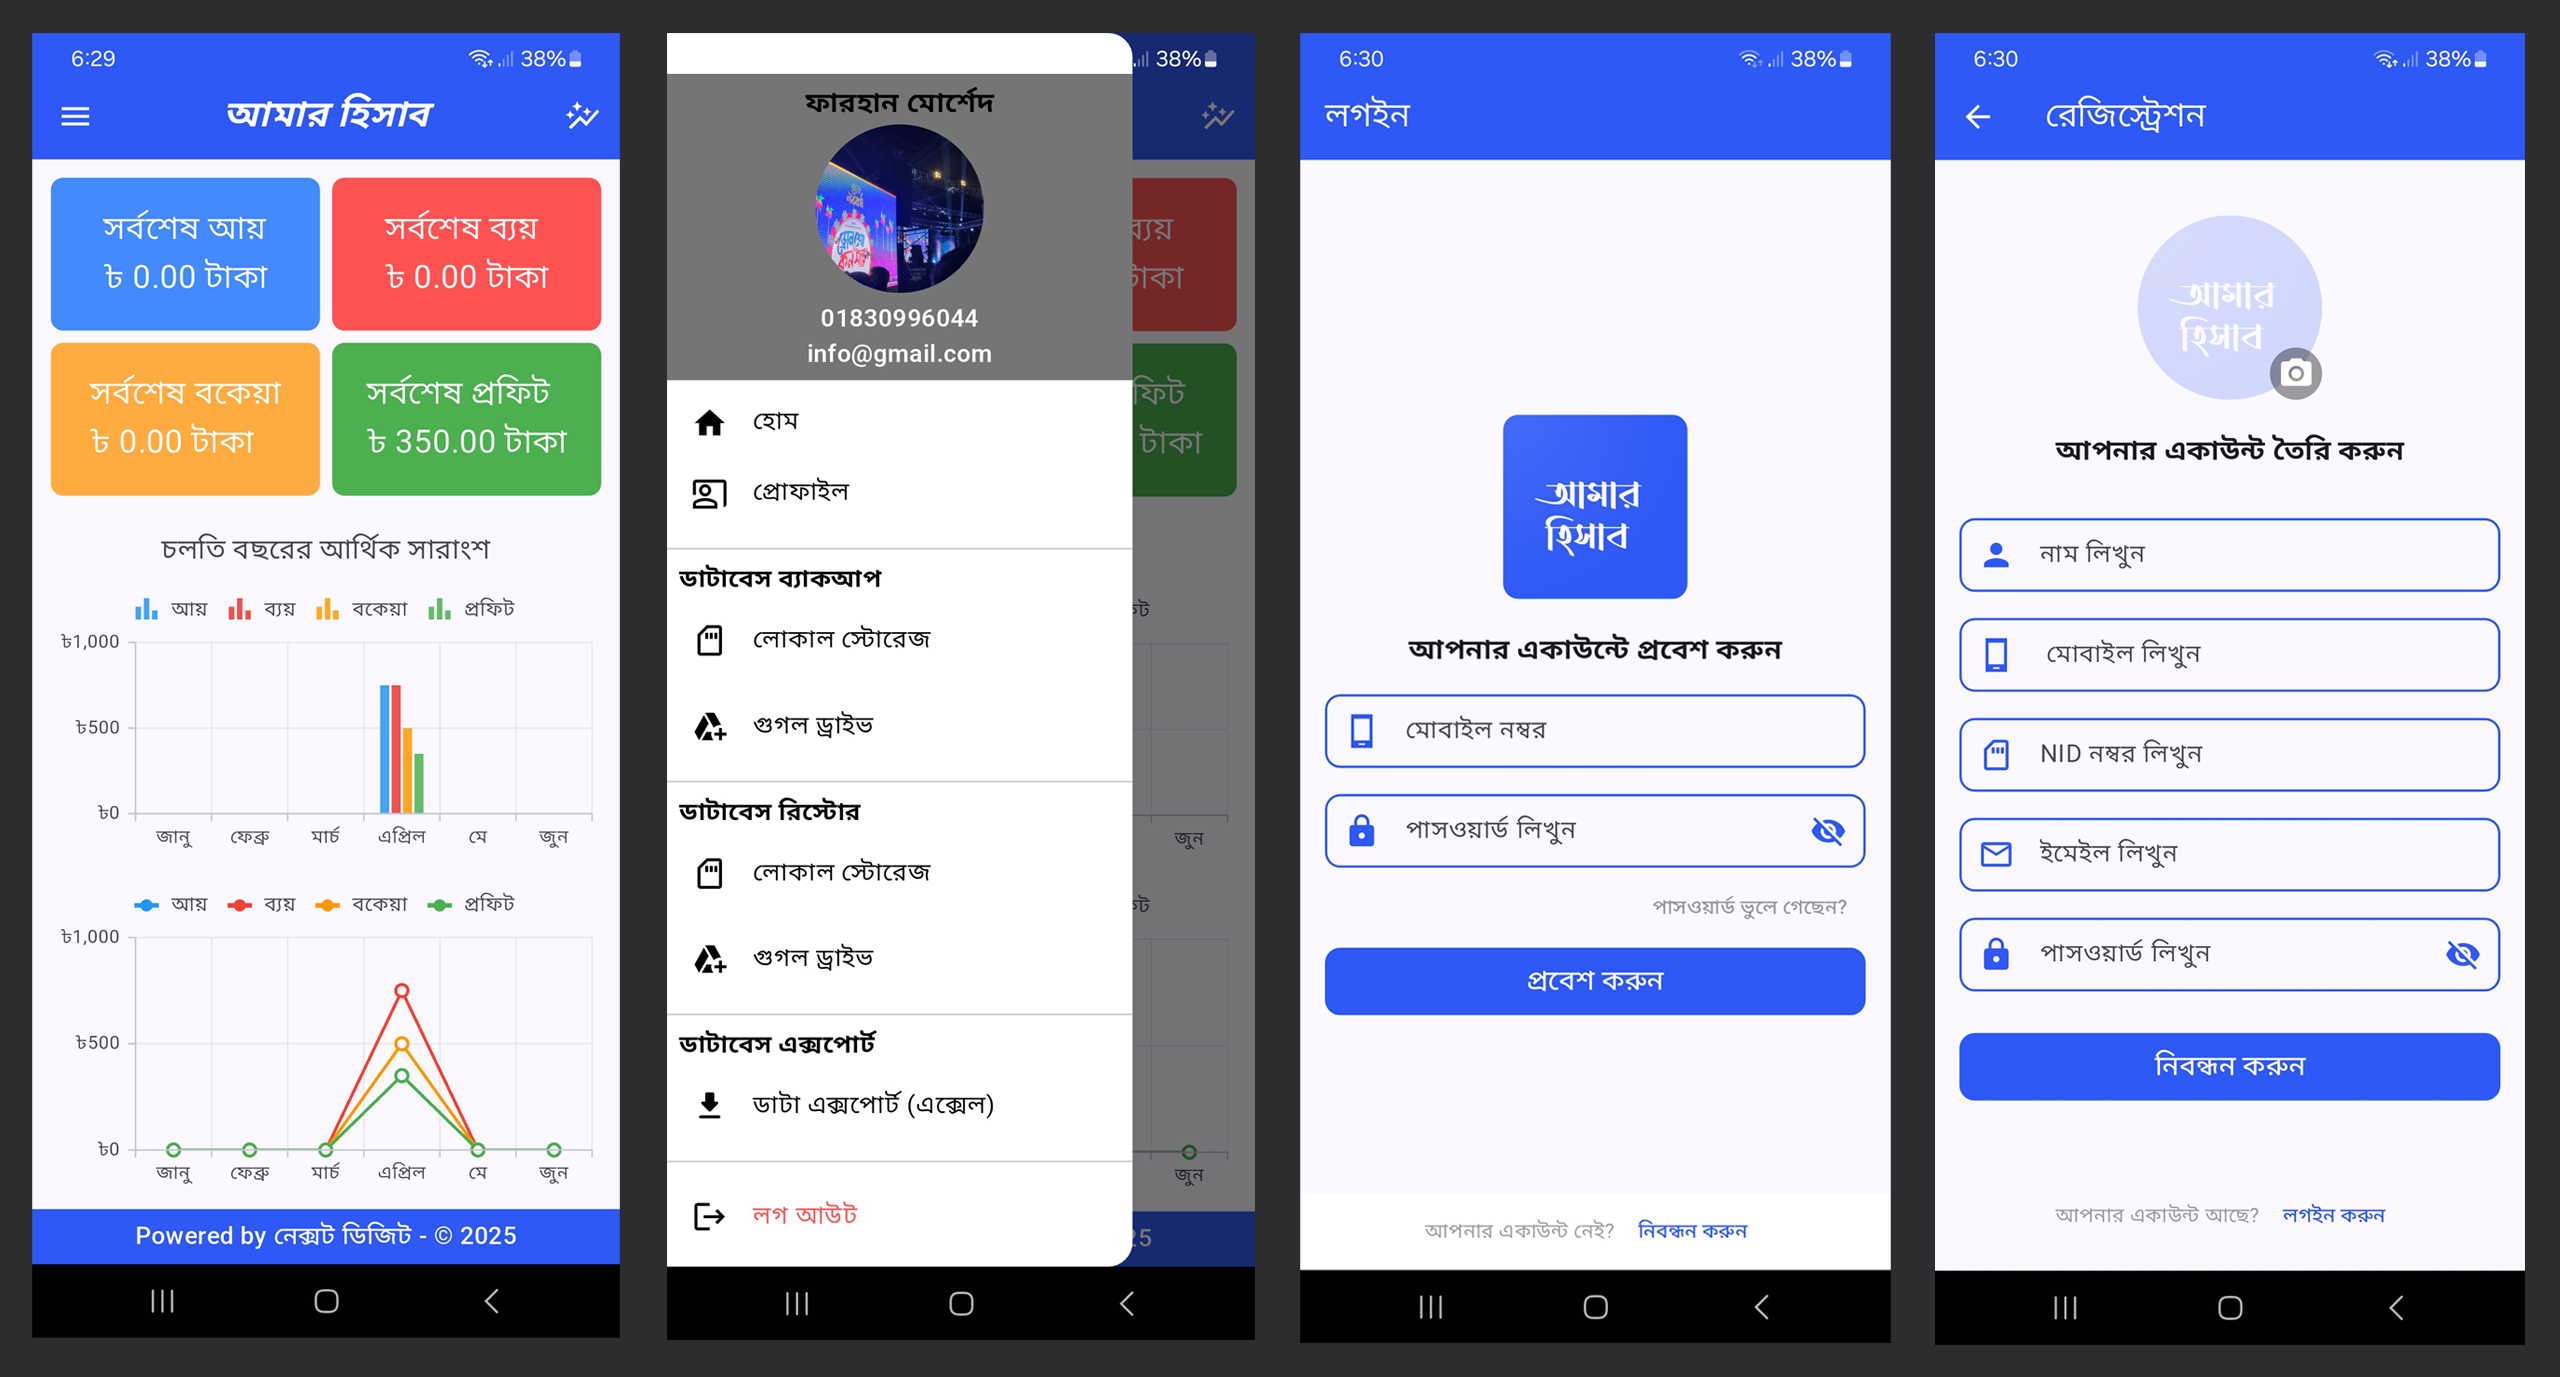 6:29
38%
আমার হিসাব
সর্বশেষ আয়
৳ 0.00 টাকা
সর্বশেষ ব্যয়
৳ 0.00 টাকা
সর্বশেষ বকেয়া
৳ 0.00 টাকা
সর্বশেষ প্রফিট
৳ 350.00 টাকা
চলতি বছরের আর্থিক সারাংশ
আয় ব্যয় বকেয়া প্রফিট
৳1,000
৳500
৳0
জানু ফেব্রু মার্চ এপ্রিল মে জুন
আয় ব্যয় বকেয়া প্রফিট
৳1,000
৳500
৳0
জানু ফেব্রু মার্চ এপ্রিল মে জুন
Powered by নেক্সট ডিজিট - © 2025
38%
ফারহান মোর্শেদ
01830996044
info@gmail.com
হোম
প্রোফাইল
ডাটাবেস ব্যাকআপ
লোকাল স্টোরেজ
গুগল ড্রাইভ
ডাটাবেস রিস্টোর
লোকাল স্টোরেজ
গুগল ড্রাইভ
ডাটাবেস এক্সপোর্ট
ডাটা এক্সপোর্ট (এক্সেল)
লগ আউট
ব্যয়
টাকা
টাকা
জুন
জুন
6:30
38%
লগইন
আমার
হিসাব
আপনার একাউন্টে প্রবেশ করুন
মোবাইল নম্বর
পাসওয়ার্ড লিখুন
পাসওয়ার্ড ভুলে গেছেন?
প্রবেশ করুন
আপনার একাউন্ট নেই? নিবন্ধন করুন
6:30
38%
রেজিস্ট্রেশন
আমার
হিসাব
আপনার একাউন্ট তৈরি করুন
নাম লিখুন
মোবাইল লিখুন
NID নম্বর লিখুন
ইমেইল লিখুন
পাসওয়ার্ড লিখুন
নিবন্ধন করুন
আপনার একাউন্ট আছে? লগইন করুন